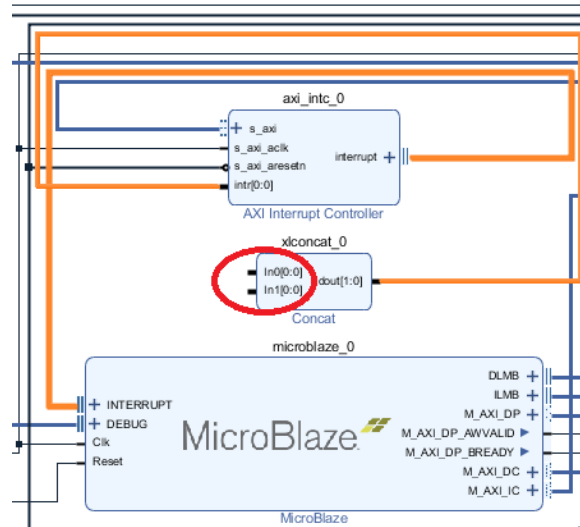 axi_intc_0
s_axi
s_axi_aclk
s_axi_aresetn
intr[0:0]
interrupt
AXI Interrupt Controller
xlconcat_0
In0[0:0]
In1[0:0]
dout[1:0]
Concat
microblaze_0
INTERRUPT
DEBUG
Clk
Reset
MicroBlaze
DLMB
ILMB
M_AXI_DP
M_AXI_DP_AWVALID
M_AXI_DP_BREADY
M_AXI_DC
M_AXI_IC
MicroBlaze